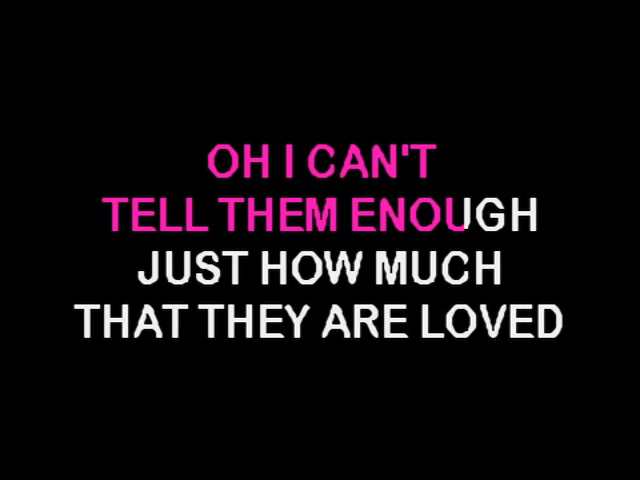 OH I CAN'T
TELL THEM ENOUGH
JUST HOW MUCH
THAT THEY ARE LOVED